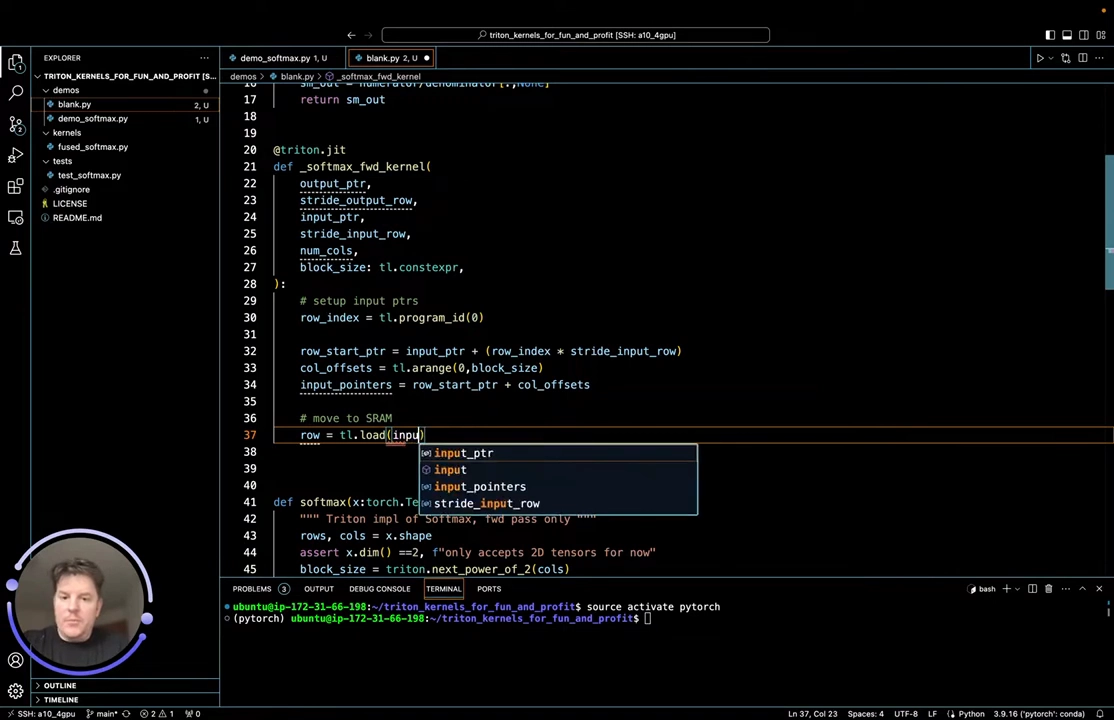 triton_kernels_for_fun_and_profit [SSH: a10_4gpu]
EXPLORER
TRITON_KERNELS_FOR_FUN_AND_PROFIT [S...
demos
blank.py 2, U
demo_softmax.py 1, U
kernels
fused_softmax.py
tests
test_softmax.py
.gitignore
LICENSE
README.md
OUTLINE
TIMELINE
demo_softmax.py 1, U
blank.py 2, U
demos > blank.py > _softmax_fwd_kernel
16 sm_out = numerator/denominator[:,None]
17 return sm_out
18
19
20 @triton.jit
21 def _softmax_fwd_kernel(
22 output_ptr,
23 stride_output_row,
24 input_ptr,
25 stride_input_row,
26 num_cols,
27 block_size: tl.constexpr,
28 ):
29 # setup input ptrs
30 row_index = tl.program_id(0)
31
32 row_start_ptr = input_ptr + (row_index * stride_input_row)
33 col_offsets = tl.arange(0,block_size)
34 input_pointers = row_start_ptr + col_offsets
35
36 # move to SRAM
37 row = tl.load(inpu)
38
39
40
input_ptr
input
input_pointers
stride_input_row
41 def softmax(x:torch.Te
42 """ Triton impl of Softmax, fwd pass only """
43 rows, cols = x.shape
44 assert x.dim() ==2, f"only accepts 2D tensors for now"
45 block_size = triton.next_power_of_2(cols)
PROBLEMS 3 OUTPUT DEBUG CONSOLE TERMINAL PORTS
bash
ubuntu@ip-172-31-66-198:~/triton_kernels_for_fun_and_profit$ source activate pytorch
(pytorch) ubuntu@ip-172-31-66-198:~/triton_kernels_for_fun_and_profit$
SSH: a10_4gpu main* 2 1 0 Ln 37, Col 23 Spaces: 4 UTF-8 LF Python 3.9.16 ('pytorch': conda)